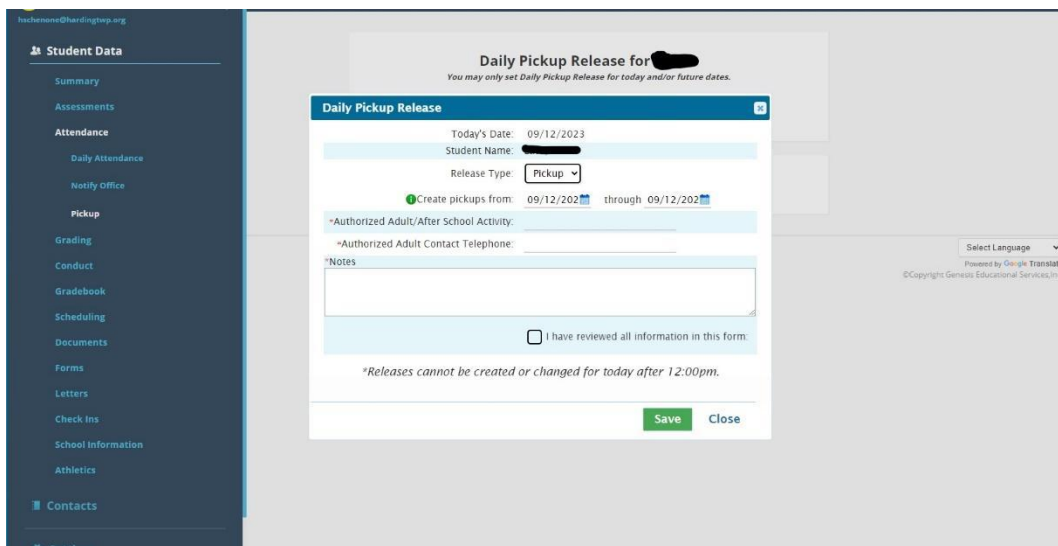 hschenone@hardingtwp.org
Student Data
Summary
Assessments
Attendance
Daily Attendance
Notify Office
Pickup
Grading
Conduct
Gradebook
Scheduling
Documents
Forms
Letters
Check Ins
School Information
Athletics
Contacts
Daily Pickup Release for
You may only set Daily Pickup Release for today and/or future dates.
Daily Pickup Release
Today's Date: 09/12/2023
Student Name:
Release Type: Pickup
Create pickups from: 09/12/202 through 09/12/202
*Authorized Adult/After School Activity:
*Authorized Adult Contact Telephone:
*Notes
I have reviewed all information in this form:
*Releases cannot be created or changed for today after 12:00pm.
Save Close
Select Language
Powered by Google Translat
©Copyright Genesis Educational Services,In